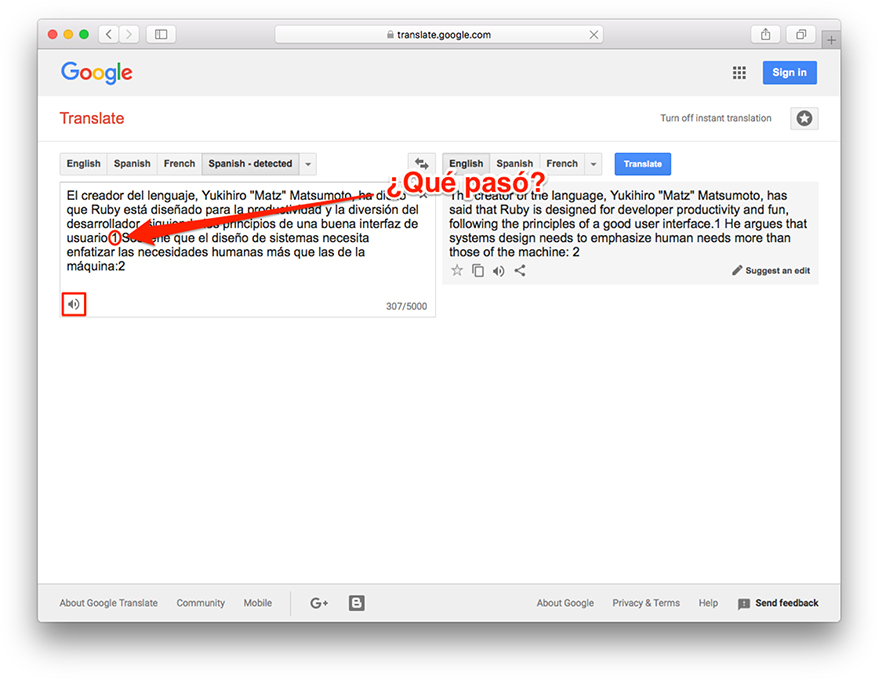 translate.google.com
Google
Sign in
Translate
Turn off instant translation
English Spanish French Spanish - detected
English Spanish French Translate
¿Qué pasó?
El creador del lenguaje, Yukihiro "Matz" Matsumoto, ha
que Ruby está diseñado para la productividad y la diversión del
desarrollador, principios de una buena interfaz de
usuario.1 que el diseño de sistemas necesita
enfatizar las necesidades humanas más que las de la
máquina:2
307/5000
The creator of the language, Yukihiro "Matz" Matsumoto, has
said that Ruby is designed for developer productivity and fun,
following the principles of a good user interface.1 He argues that
systems design needs to emphasize human needs more than
those of the machine: 2
Suggest an edit
About Google Translate Community Mobile G+ B About Google Privacy & Terms Help Send feedback